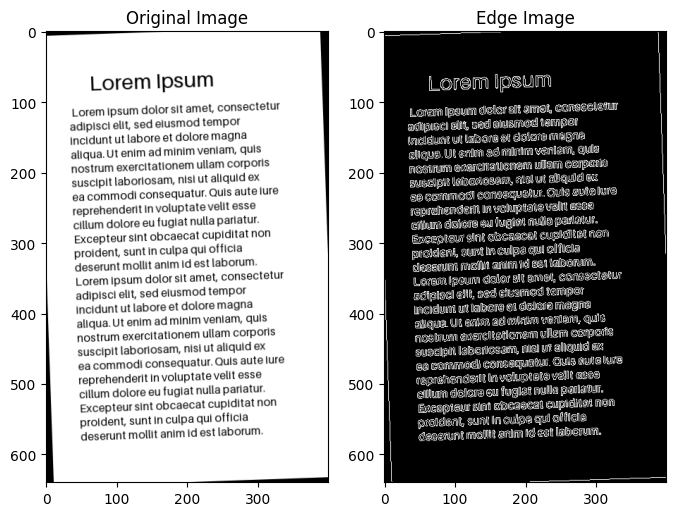 Original Image
Edge Image
0
100
200
300
400
500
600
0
100
200
300
Lorem Ipsum
Lorem ipsum dolor sit amet, consectetur
adipisci elit, sed eiusmod tempor
incidunt ut labore et dolore magna
aliqua. Ut enim ad minim veniam, quis
nostrum exercitationem ullam corporis
suscipit laboriosam, nisi ut aliquid ex
ea commodi consequatur. Quis aute iure
reprehenderit in voluptate velit esse
cillum dolore eu fugiat nulla pariatur.
Excepteur sint obcaecat cupiditat non
proident, sunt in culpa qui officia
deserunt mollit anim id est laborum.
Lorem ipsum dolor sit amet, consectetur
adipisci elit, sed eiusmod tempor
incidunt ut labore et dolore magna
aliqua. Ut enim ad minim veniam, quis
nostrum exercitationem ullam corporis
suscipit laboriosam, nisi ut aliquid ex
ea commodi consequatur. Quis aute iure
reprehenderit in voluptate velit esse
cillum dolore eu fugiat nulla pariatur.
Excepteur sint obcaecat cupiditat non
proident, sunt in culpa qui officia
deserunt mollit anim id est laborum.
0
100
200
300
400
500
600
0
100
200
300
Lorem Ipsum
Lorem ipsum dolor sit amet, consectetur
adipisci elit, sed eiusmod tempor
incidunt ut labore et dolore magna
aliqua. Ut enim ad minim veniam, quis
nostrum exercitationem ullam corporis
suscipit laboriosam, nisi ut aliquid ex
ea commodi consequatur. Quis aute iure
reprehenderit in voluptate velit esse
cillum dolore eu fugiat nulla pariatur.
Excepteur sint obcaecat cupiditat non
proident, sunt in culpa qui officia
deserunt mollit anim id est laborum.
Lorem ipsum dolor sit amet, consectetur
adipisci elit, sed eiusmod tempor
incidunt ut labore et dolore magna
aliqua. Ut enim ad minim veniam, quis
nostrum exercitationem ullam corporis
suscipit laboriosam, nisi ut aliquid ex
ea commodi consequatur. Quis aute iure
reprehenderit in voluptate velit esse
cillum dolore eu fugiat nulla pariatur.
Excepteur sint obcaecat cupiditat non
proident, sunt in culpa qui officia
deserunt mollit anim id est laborum.